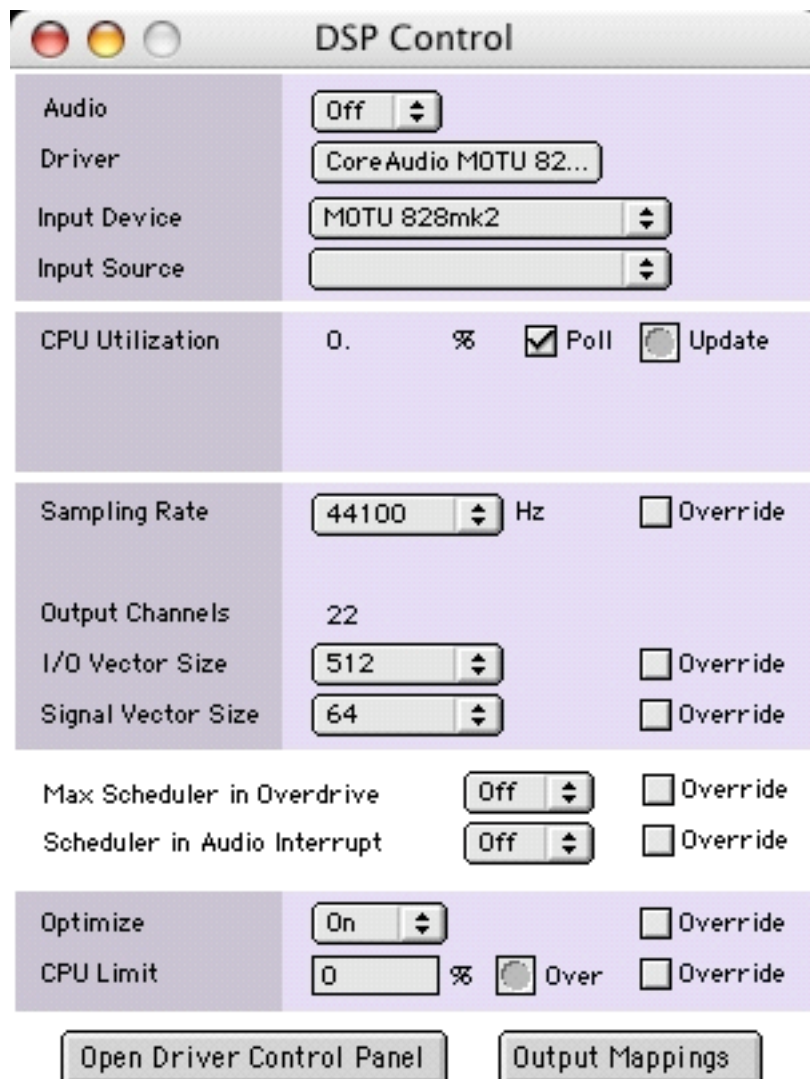 DSP Control
Audio Off
Driver CoreAudio MOTU 82...
Input Device MOTU 828mk2
Input Source
CPU Utilization 0. % Poll Update
Sampling Rate 44100 Hz Override
Output Channels 22
I/O Vector Size 512 Override
Signal Vector Size 64 Override
Max Scheduler in Overdrive Off Override
Scheduler in Audio Interrupt Off Override
Optimize On Override
CPU Limit 0 % Over Override
Open Driver Control Panel Output Mappings